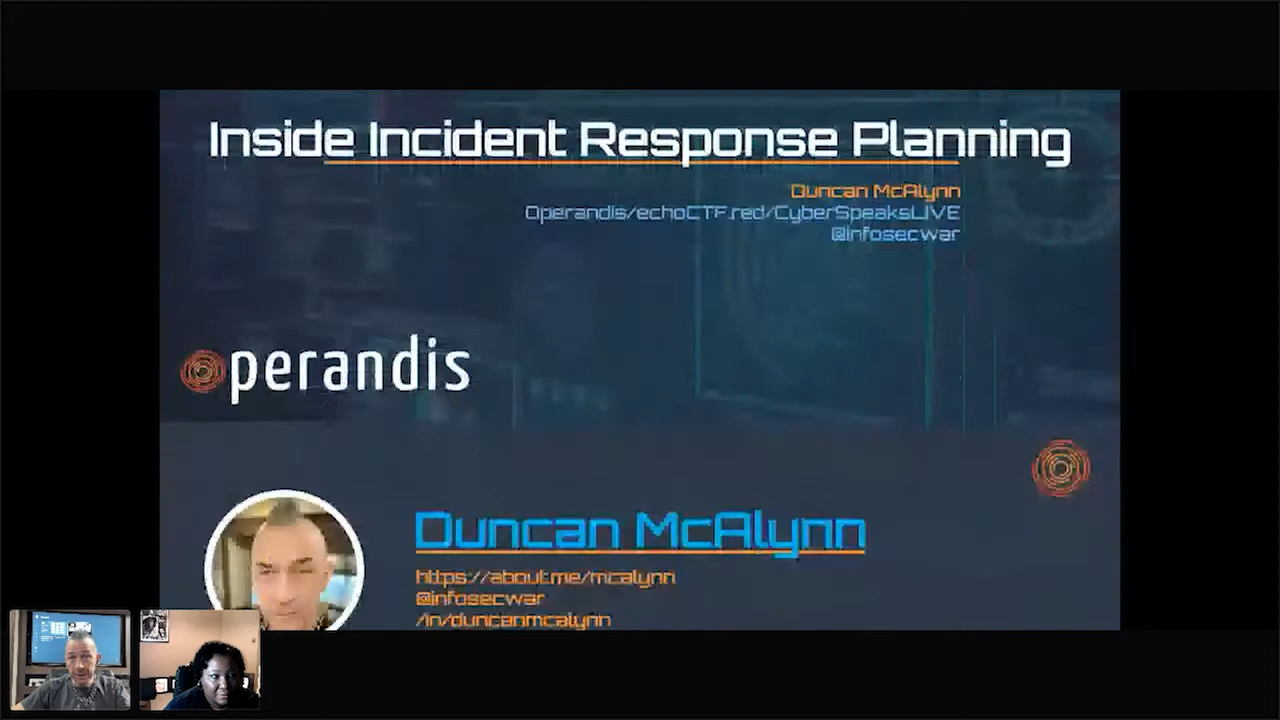 Inside Incident Response Planning
Duncan McAlynn
Operandis/echoCTF.red/CyberSpeaksLIVE
@infosecwar
Operandis
Duncan McAlynn
https://about.me/mcalynn
@infosecwar
/in/duncanmcalynn